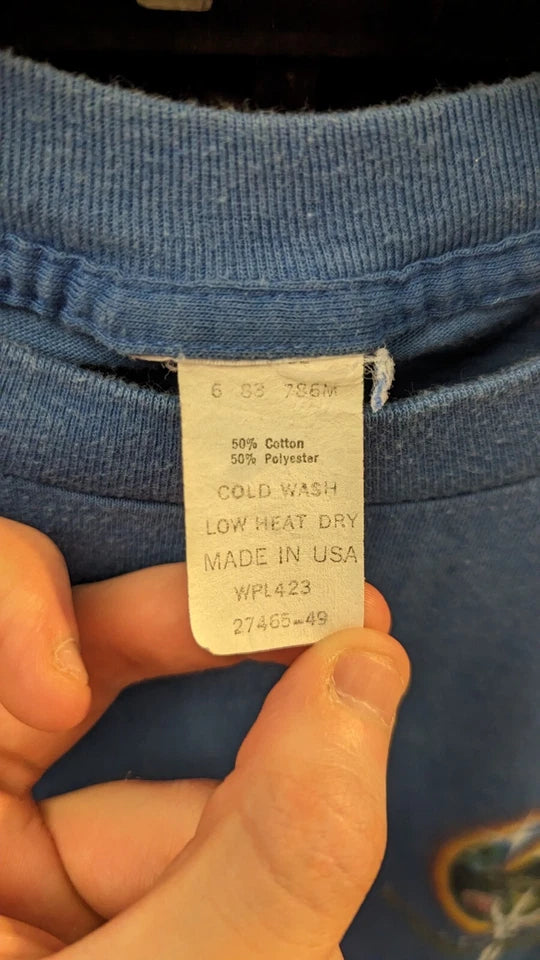 6 83 786M
50% Cotton
50% Polyester
COLD WASH
LOW HEAT DRY
MADE IN USA
WPL423
27465-49